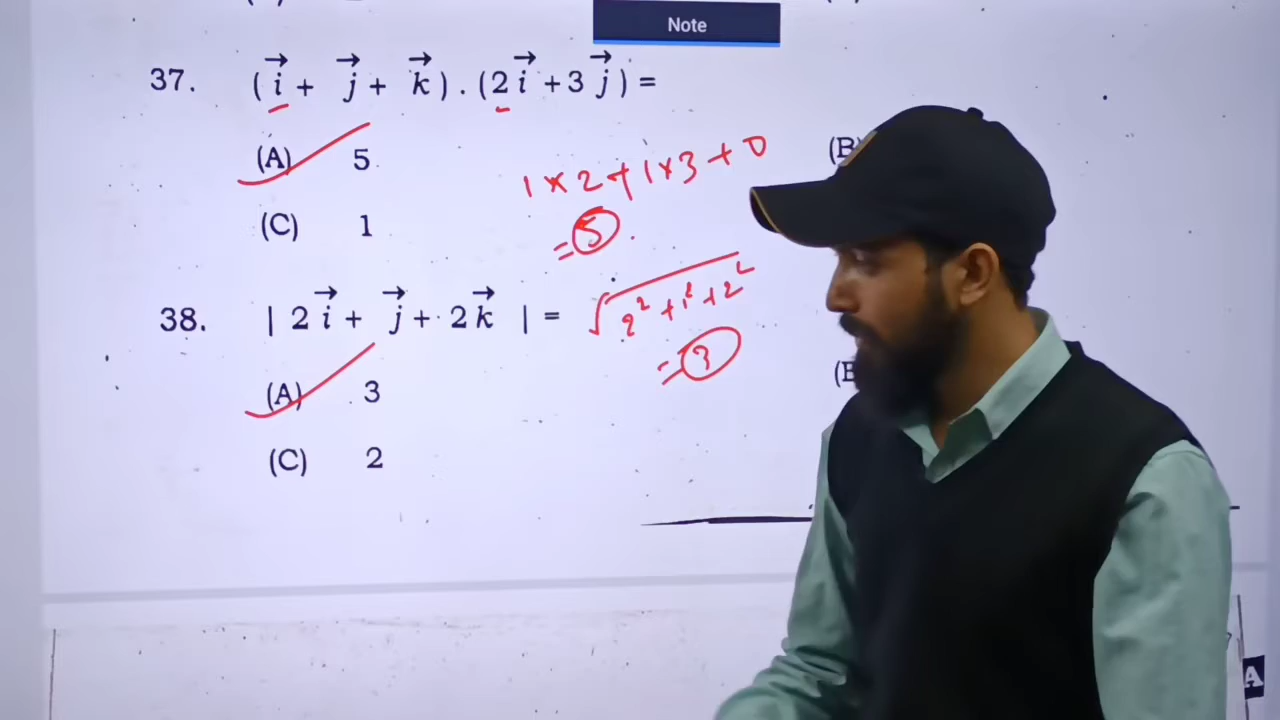 Note
37. (i⃗ + j⃗ + k⃗) . (2i⃗ + 3j⃗) =
(A) 5
(B)
1 × 2 + 1 × 3 + 0
= 5
(C) 1
38. | 2i⃗ + j⃗ + 2k⃗ | = √2² + 1² + 2²
= 3
(A) 3
(C) 2
A